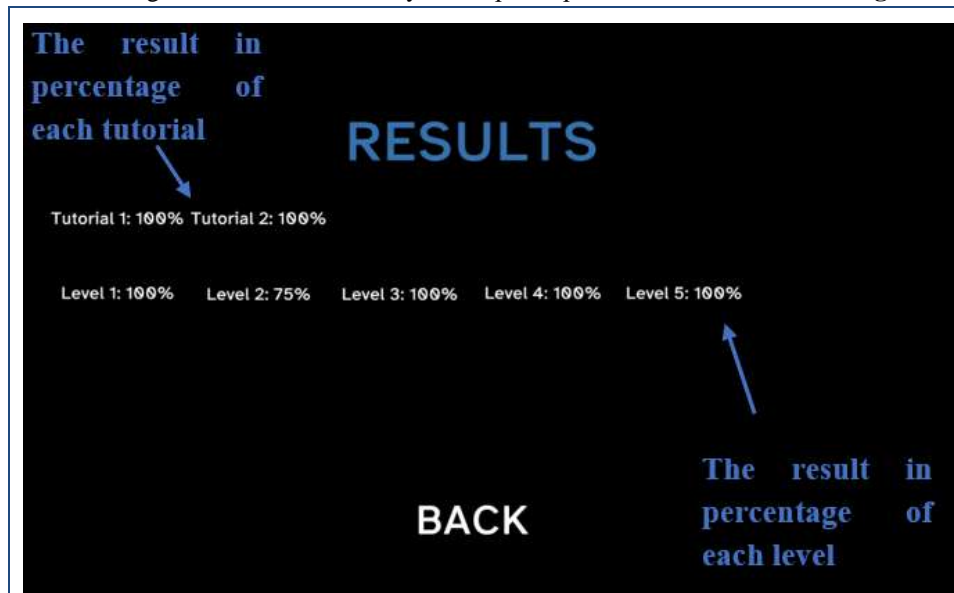 The result in
percentage of
each tutorial
RESULTS
Tutorial 1: 100% Tutorial 2: 100%
Level 1: 100% Level 2: 75% Level 3: 100% Level 4: 100% Level 5: 100%
The result in
percentage of
each level
BACK